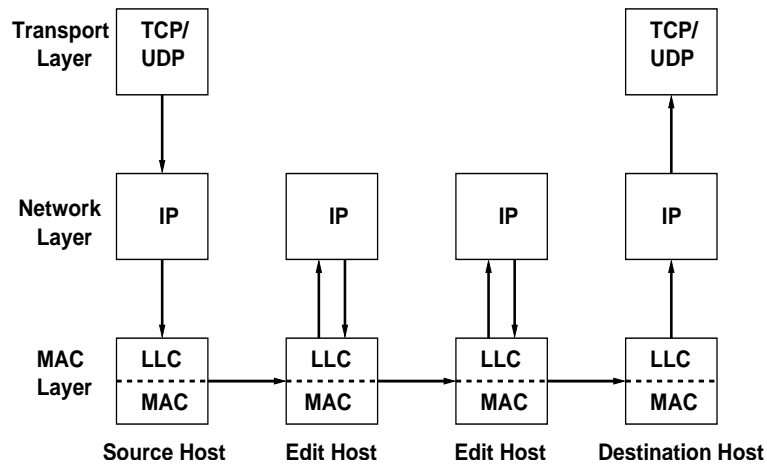 Transport
Layer
TCP/
UDP
TCP/
UDP
Network
Layer
IP
IP
IP
IP
MAC
Layer
LLC
MAC
LLC
MAC
LLC
MAC
LLC
MAC
Source Host
Edit Host
Edit Host
Destination Host